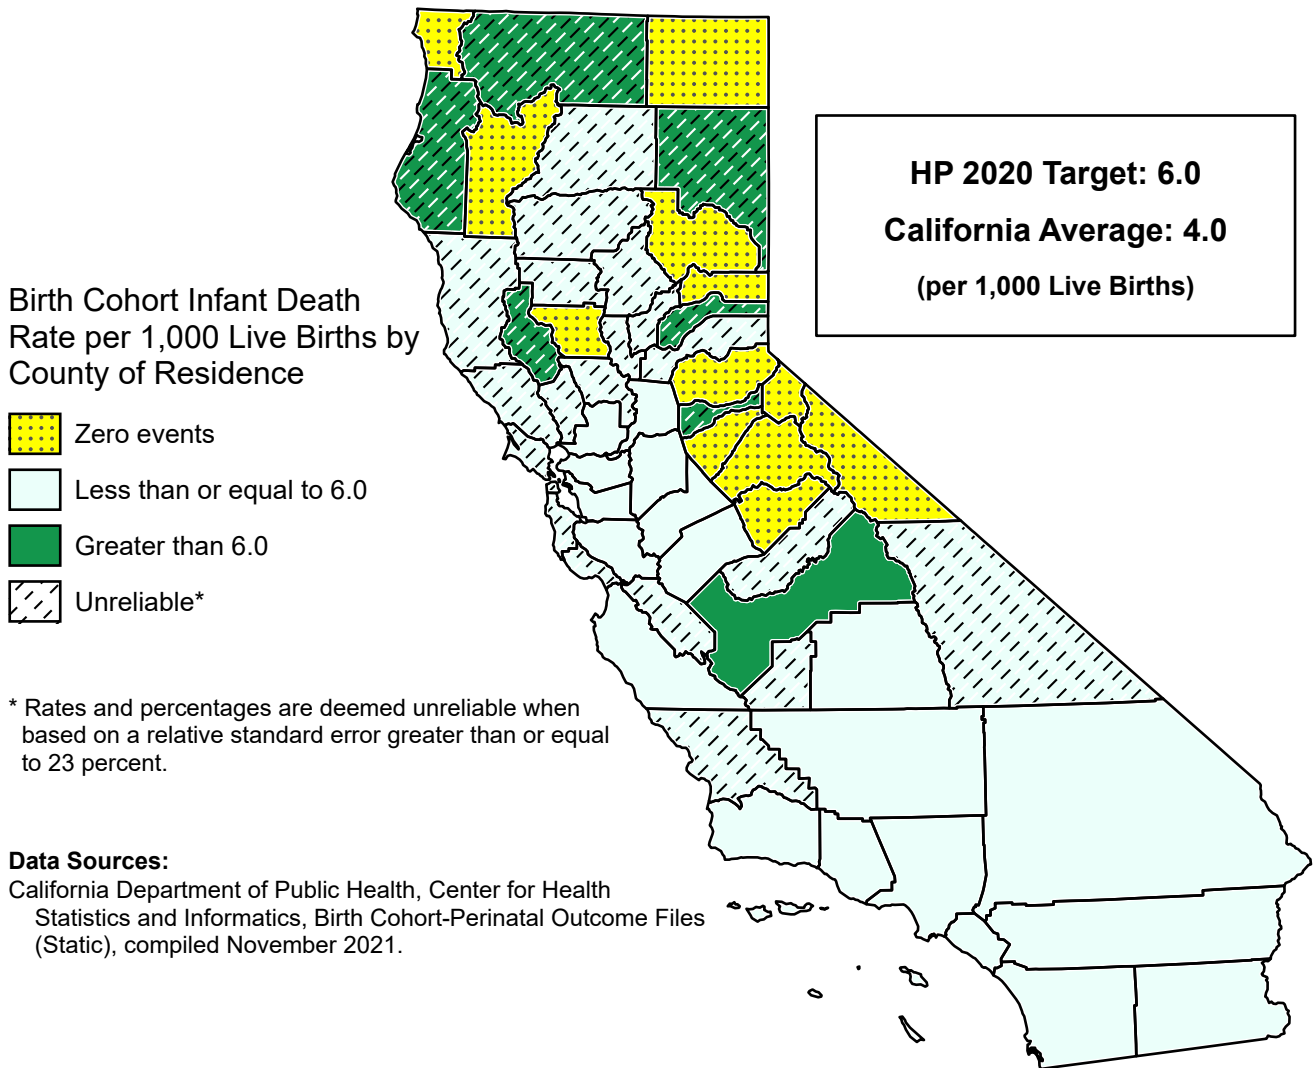 HP 2020 Target: 6.0
California Average: 4.0
(per 1,000 Live Births)
Birth Cohort Infant Death
Rate per 1,000 Live Births by
County of Residence
Zero events
Less than or equal to 6.0
Greater than 6.0
Unreliable*
* Rates and percentages are deemed unreliable when
based on a relative standard error greater than or equal
to 23 percent.
Data Sources:
California Department of Public Health, Center for Health
Statistics and Informatics, Birth Cohort-Perinatal Outcome Files
(Static), compiled November 2021.